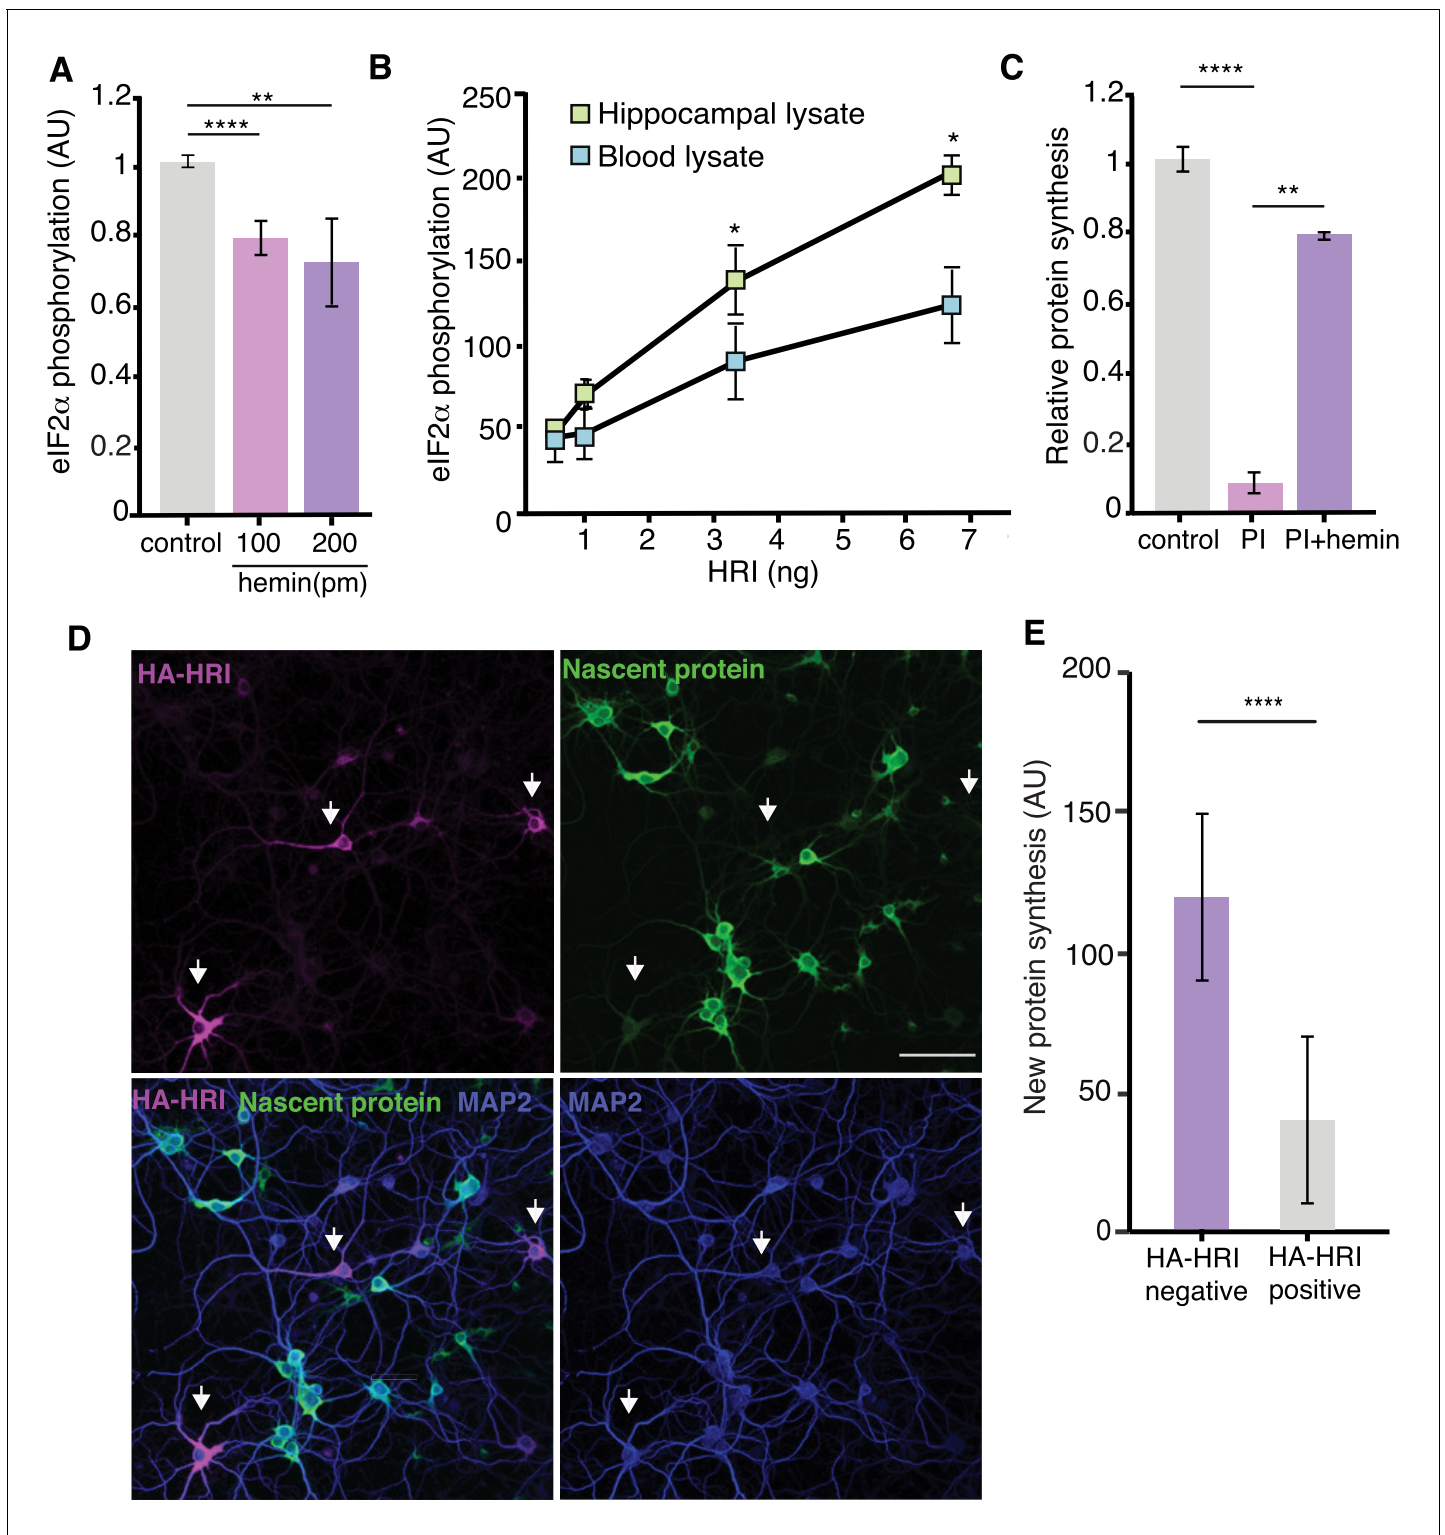 A
eIF2α phosphorylation (AU)
1.2
1
0.8
0.6
0.4
0.2
0
**
****
control 100 200
hemin(pm)
B
eIF2α phosphorylation (AU)
250
200
150
100
50
0
Hippocampal lysate
Blood lysate
*
*
1 2 3 4 5 6 7
HRI (ng)
C
Relative protein synthesis
1.2
1
0.8
0.6
0.4
0.2
0
****
**
control PI PI+hemin
D
HA-HRI
Nascent protein
HA-HRI Nascent protein MAP2
MAP2
E
New protein synthesis (AU)
200
150
100
50
0
****
HA-HRI negative
HA-HRI positive